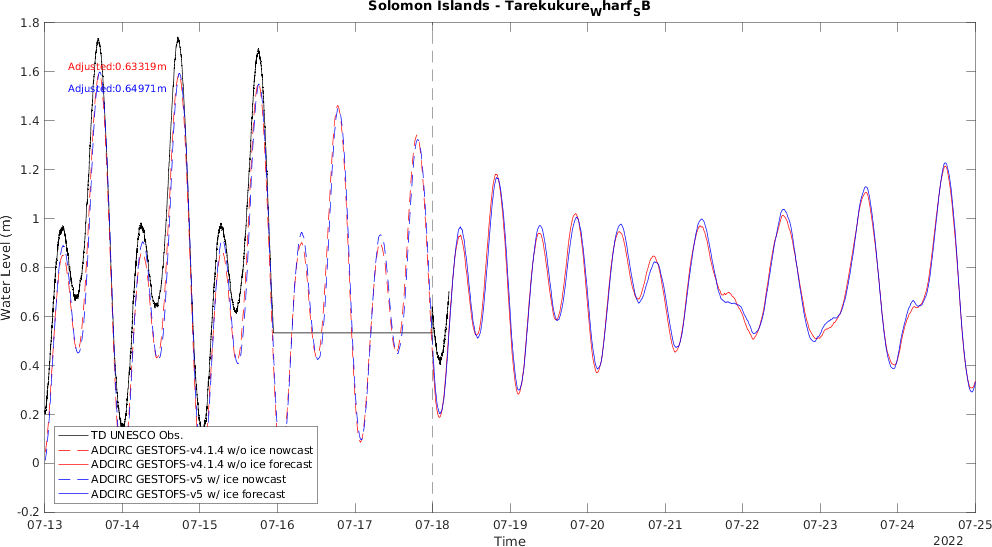 Solomon Islands - TarekukureWharfSB
1.8
1.6
1.4
1.2
1
0.8
0.6
0.4
0.2
0
-0.2
Water Level (m)
Adjusted:0.63319m
Adjusted:0.64971m
TD UNESCO Obs.
ADCIRC GESTOFS-v4.1.4 w/o ice nowcast
ADCIRC GESTOFS-v4.1.4 w/o ice forecast
ADCIRC GESTOFS-v5 w/ ice nowcast
ADCIRC GESTOFS-v5 w/ ice forecast
07-13 07-14 07-15 07-16 07-17 07-18 07-19 07-20 07-21 07-22 07-23 07-24 07-25
Time
2022